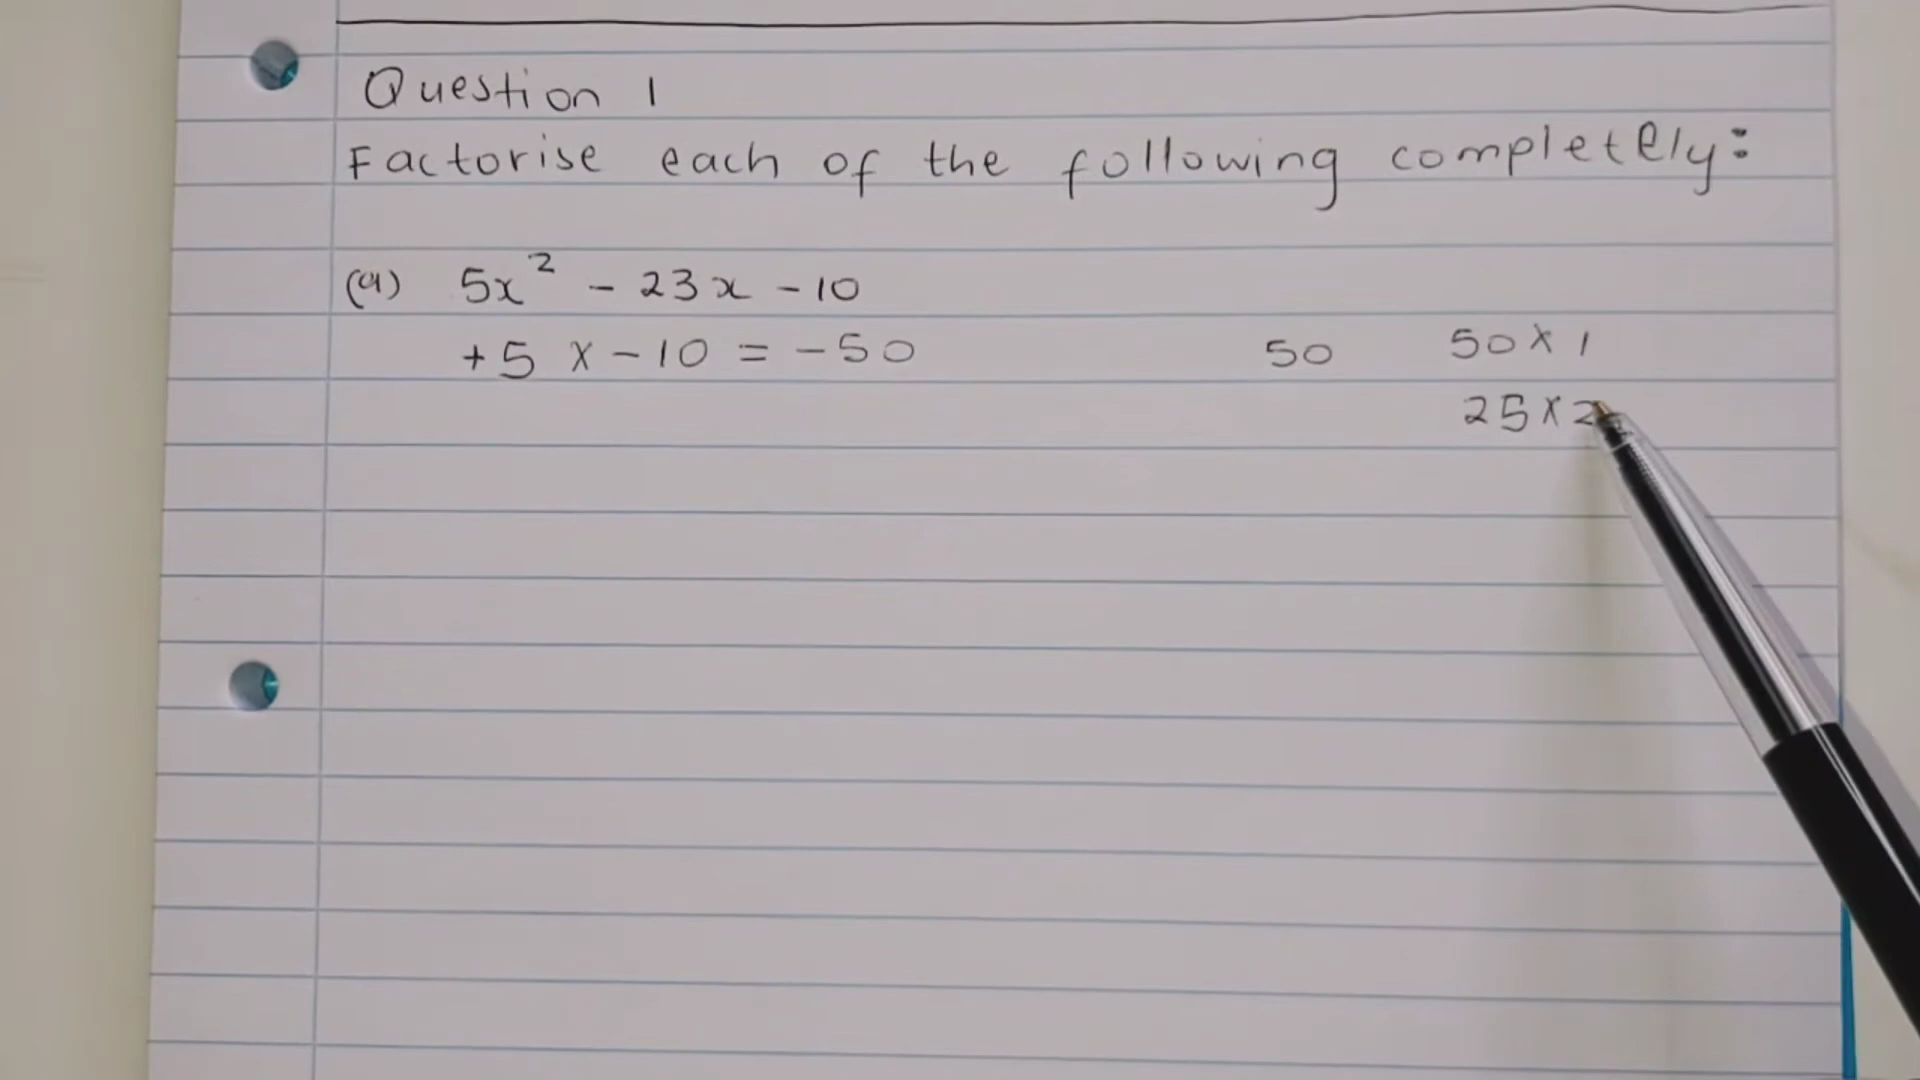 Question 1
Factorise each of the following completely:
(a) 5x² - 23x - 10
+5 x -10 = -50 50 50 x 1
25 x 2